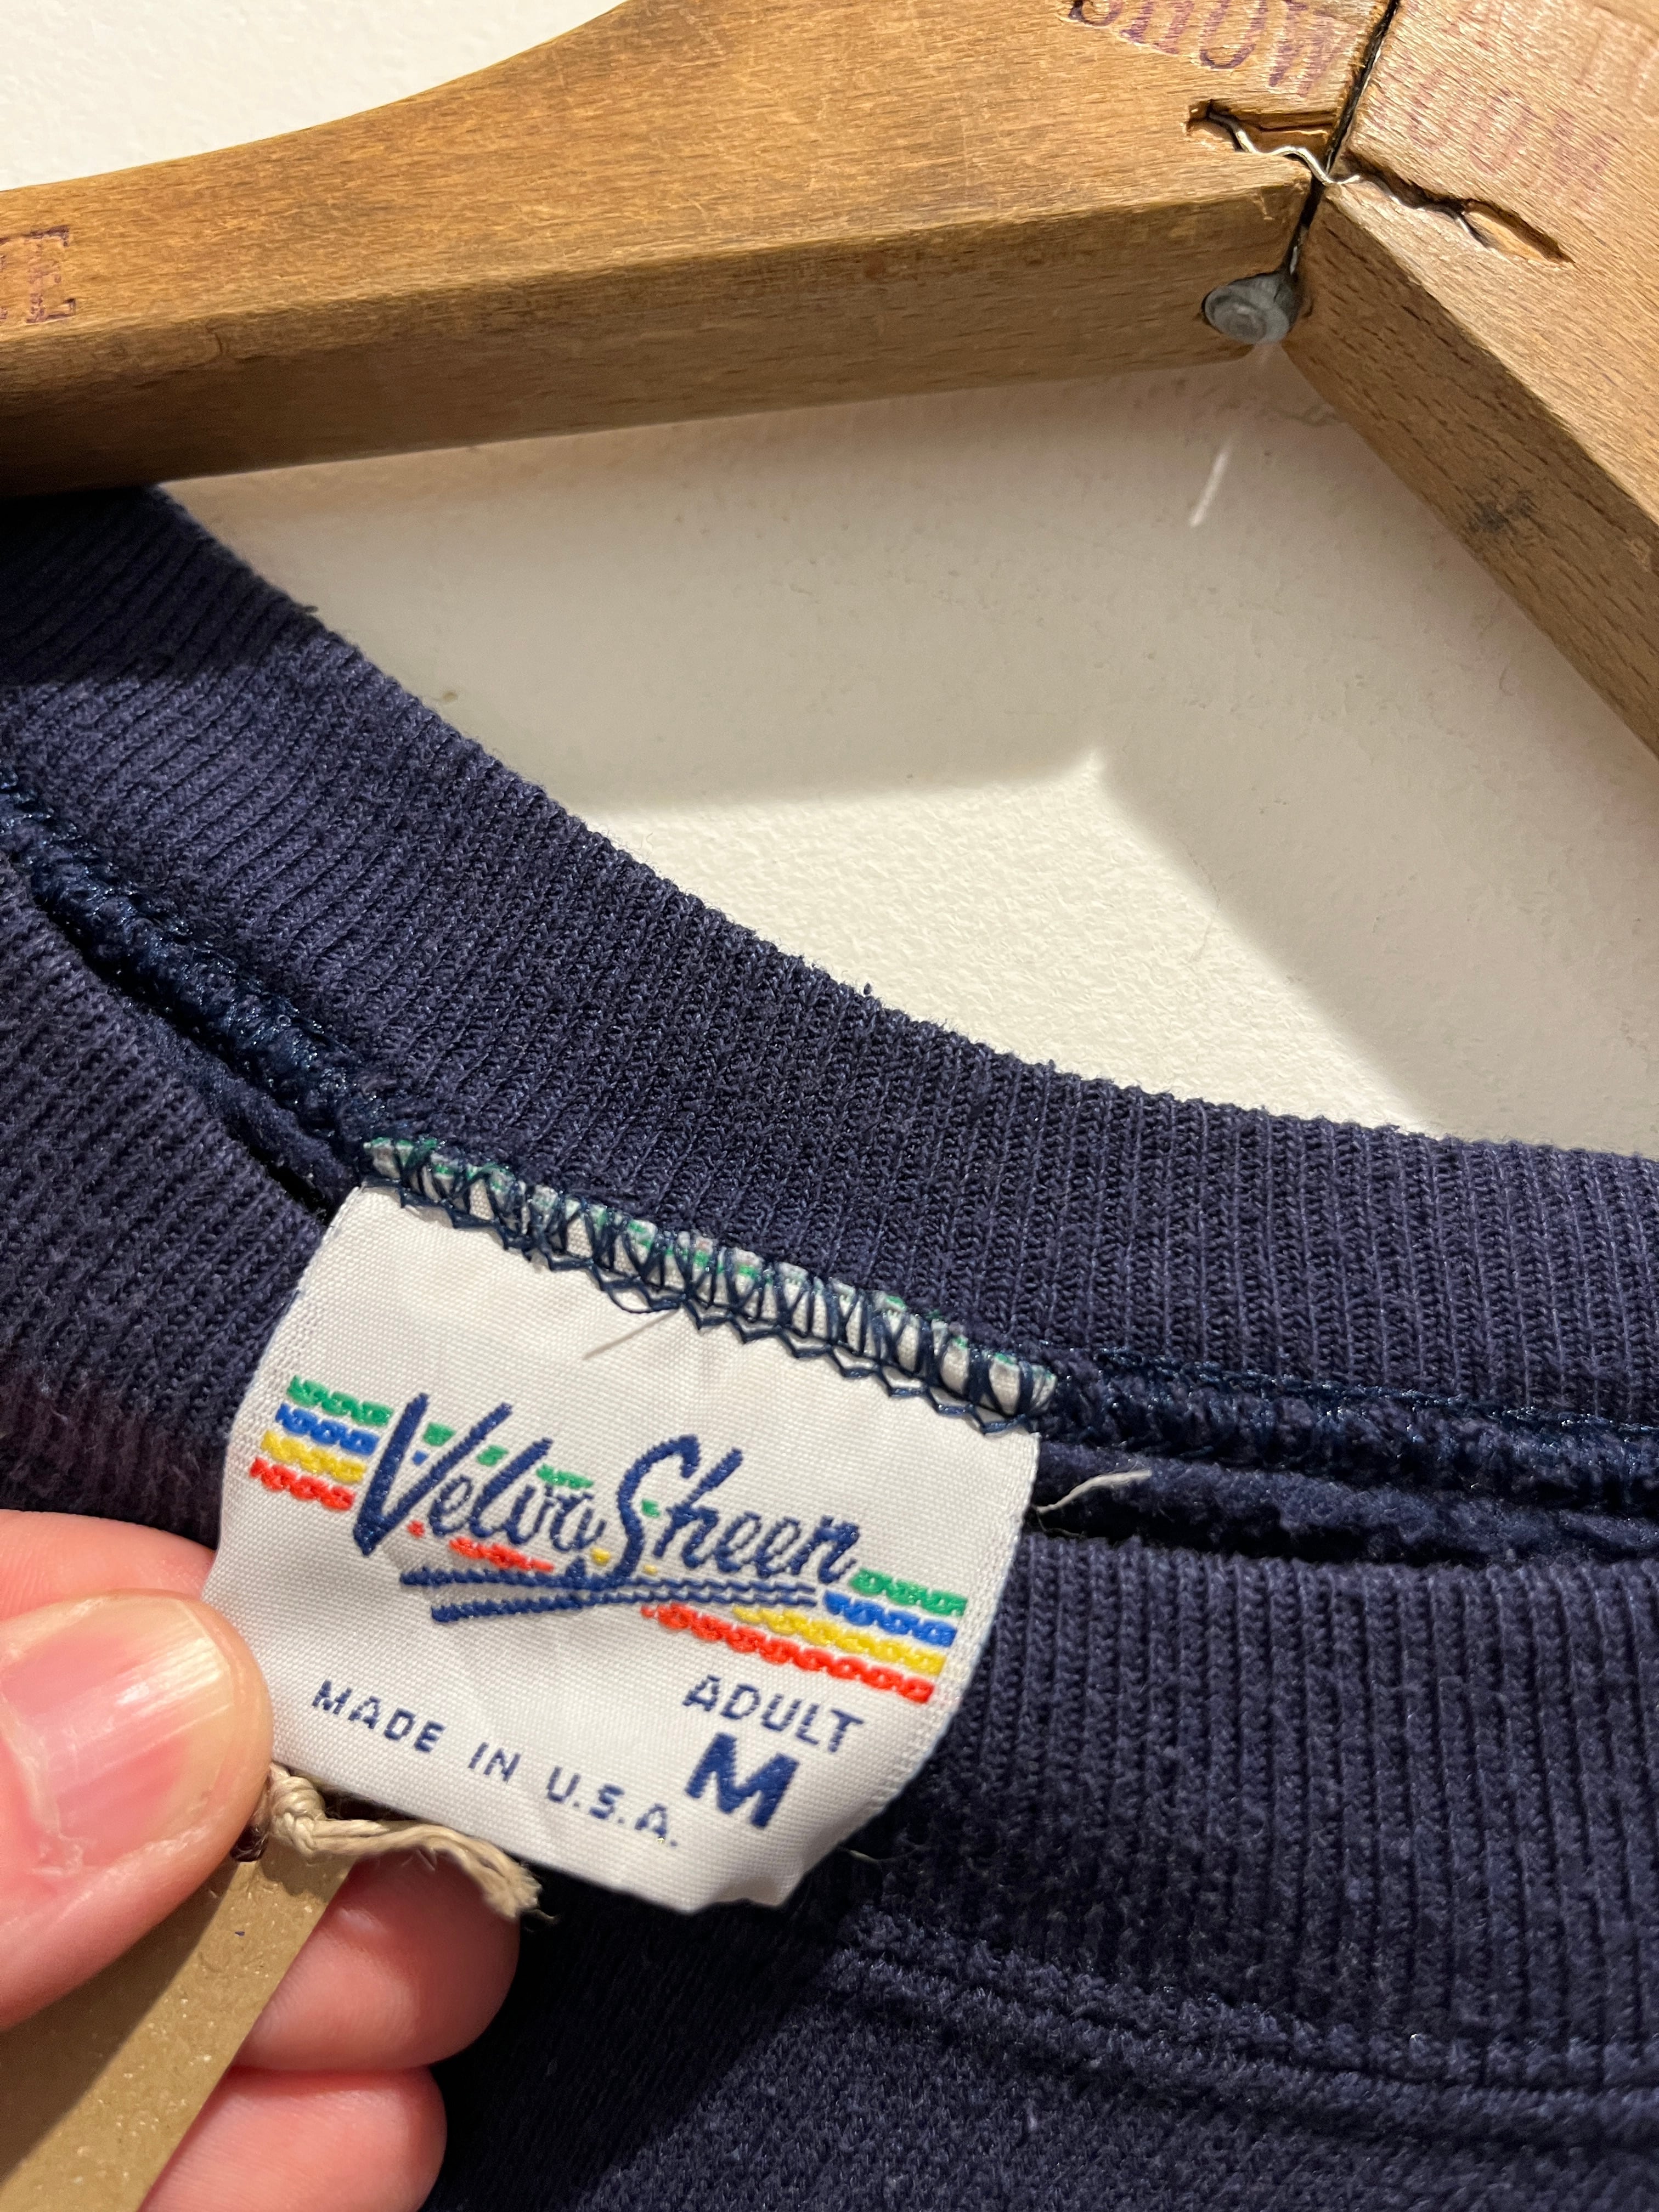 Velva Sheen
ADULT
M
MADE IN U.S.A.